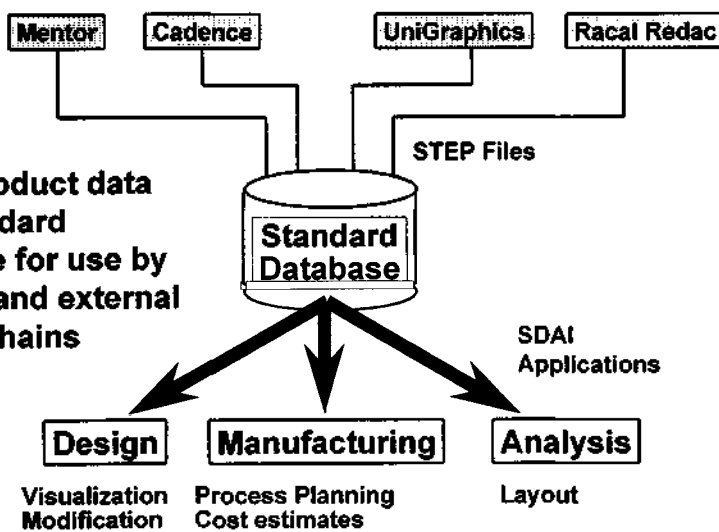 Mentor
Cadence
UniGraphics
Racal Redac
STEP Files
oduct data
dard
e for use by
and external
hains
Standard
Database
SDAI
Applications
Design
Manufacturing
Analysis
Visualization
Modification
Process Planning
Cost estimates
Layout